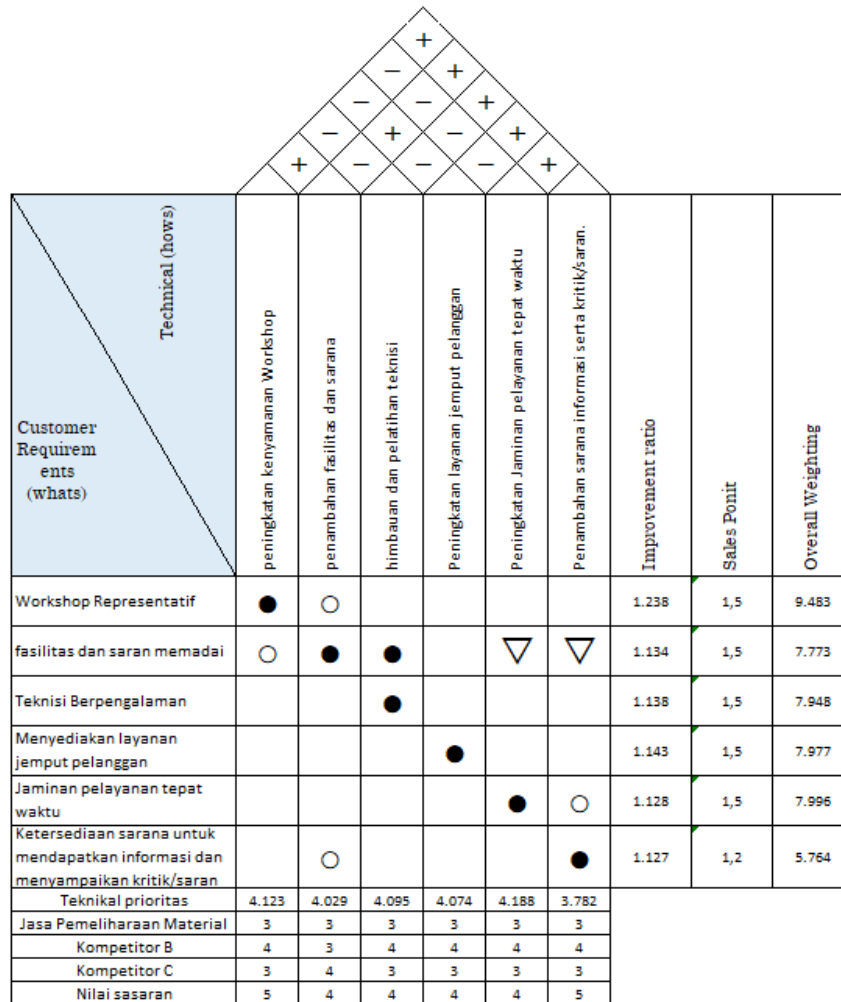 +
− +
− − +
− + − +
+ − − − +
Technical (hows)
Customer
Requirem
ents
(whats)
peningkatan kenyamanan Workshop
penambahan fasilitas dan sarana
himbauan dan pelatihan teknisi
Peningkatan layanan jemput pelanggan
Peningkatan Jaminan pelayanan tepat waktu
Penambahan sarana informasi serta kritik/saran.
Improvement ratio
Sales Ponit
Overall Weighting
Workshop Representatif ● ○ 1.238 1,5 9.483
fasilitas dan saran memadai ○ ● ● ▽ ▽ 1.134 1,5 7.773
Teknisi Berpengalaman ● 1.138 1,5 7.948
Menyediakan layanan
jemput pelanggan ● 1.143 1,5 7.977
Jaminan pelayanan tepat
waktu ● ○ 1.128 1,5 7.996
Ketersediaan sarana untuk
mendapatkan informasi dan
menyampaikan kritik/saran ○ ● 1.127 1,2 5.764
Teknikal prioritas 4.123 4.029 4.095 4.074 4.188 3.782
Jasa Pemeliharaan Material 3 3 3 3 3 3
Kompetitor B 4 3 4 4 4 4
Kompetitor C 3 4 3 3 3 3
Nilai sasaran 5 4 4 4 4 5